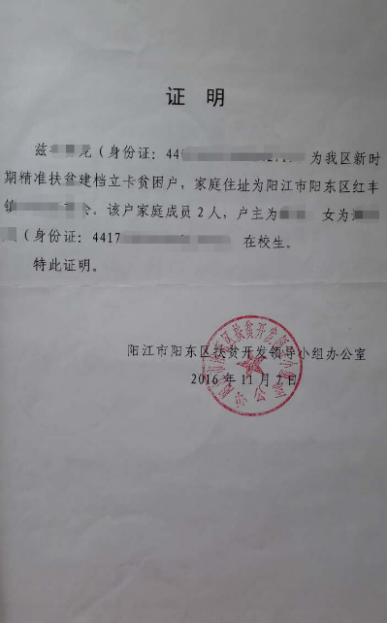 证 明
兹 克（身份证：44 为我区新时
期精准扶贫建档立卡贫困户，家庭住址为阳江市阳东区红丰
镇 ，该户家庭成员2人，户主为 女为
（身份证：4417 在校生。
特此证明。
阳江市阳东区扶贫开发领导小组办公室
2016年11月7日